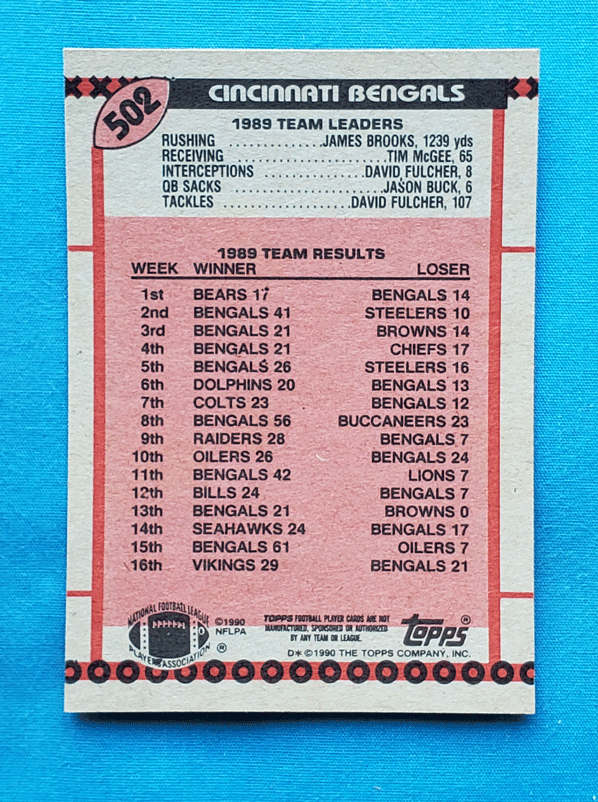 502
CINCINNATI BENGALS
1989 TEAM LEADERS
RUSHING ..............JAMES BROOKS, 1239 yds
RECEIVING .......................TIM McGEE, 65
INTERCEPTIONS .................DAVID FULCHER, 8
QB SACKS .......................JASON BUCK, 6
TACKLES .....................DAVID FULCHER, 107
1989 TEAM RESULTS
WEEK WINNER LOSER
1st BEARS 17 BENGALS 14
2nd BENGALS 41 STEELERS 10
3rd BENGALS 21 BROWNS 14
4th BENGALS 21 CHIEFS 17
5th BENGALS 26 STEELERS 16
6th DOLPHINS 20 BENGALS 13
7th COLTS 23 BENGALS 12
8th BENGALS 56 BUCCANEERS 23
9th RAIDERS 28 BENGALS 7
10th OILERS 26 BENGALS 24
11th BENGALS 42 LIONS 7
12th BILLS 24 BENGALS 7
13th BENGALS 21 BROWNS 0
14th SEAHAWKS 24 BENGALS 17
15th BENGALS 61 OILERS 7
16th VIKINGS 29 BENGALS 21
NATIONAL FOOTBALL LEAGUE
PLAYERS ASSOCIATION
®
©1990
NFLPA
TOPPS FOOTBALL PLAYER CARDS ARE NOT
MANUFACTURED, SPONSORED OR AUTHORIZED
BY ANY TEAM OR LEAGUE.
TOPPS®
D*©1990 THE TOPPS COMPANY, INC.